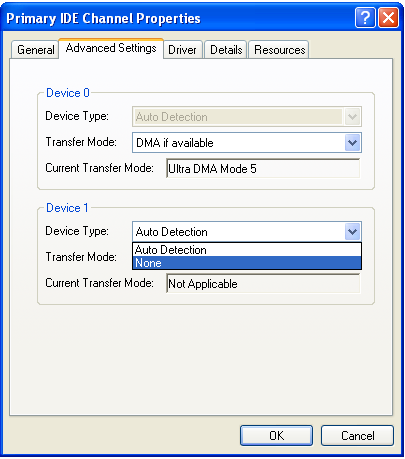 Primary IDE Channel Properties
General Advanced Settings Driver Details Resources
Device 0
Device Type: Auto Detection
Transfer Mode: DMA if available
Current Transfer Mode: Ultra DMA Mode 5
Device 1
Device Type: Auto Detection
Auto Detection
Transfer Mode: None
Current Transfer Mode: Not Applicable
OK Cancel